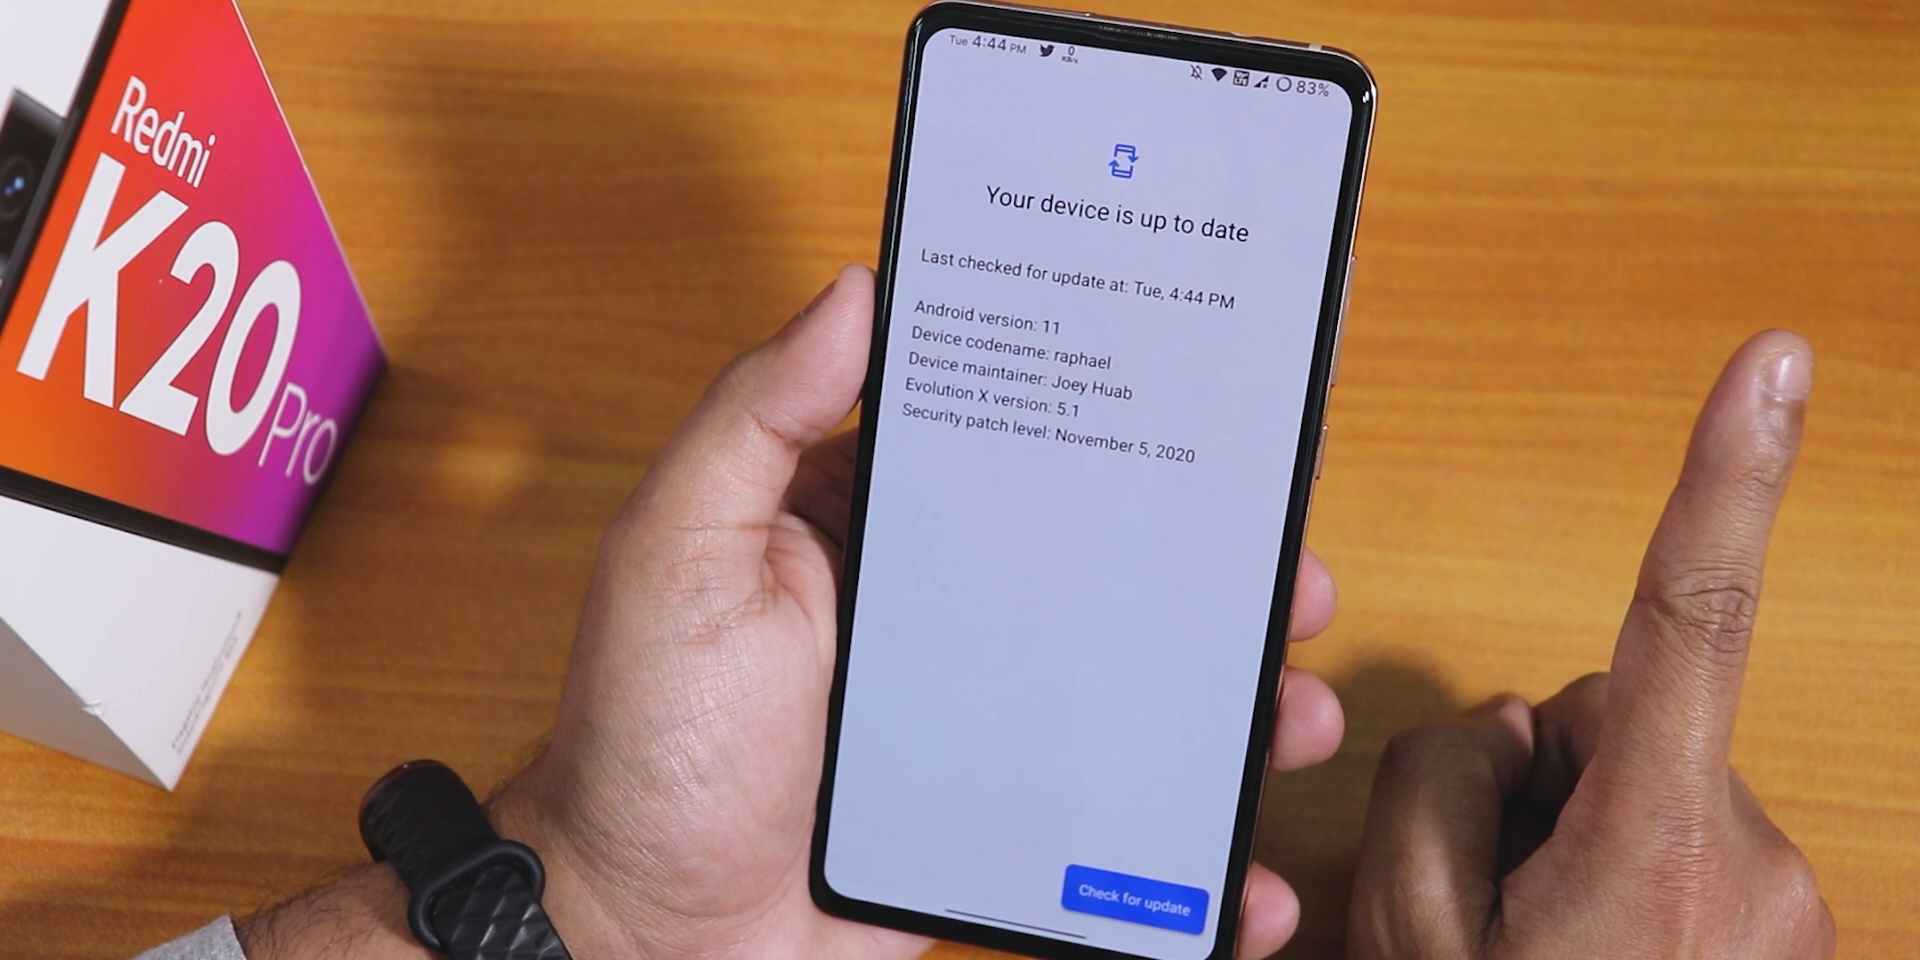 Redmi
K20 Pro
Tue 4:44 PM 0 KB/s 83%
Your device is up to date
Last checked for update at: Tue, 4:44 PM
Android version: 11
Device codename: raphael
Device maintainer: Joey Huab
Evolution X version: 5.1
Security patch level: November 5, 2020
Check for update